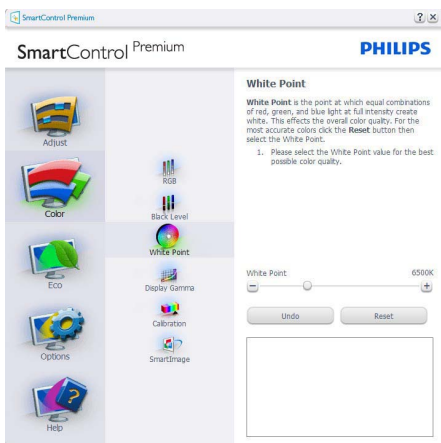 SmartControl Premium
SmartControl Premium
PHILIPS
Adjust
Color
Eco
Options
Help
RGB
Black Level
White Point
Display Gamma
Calibration
SmartImage
White Point
White Point is the point at which equal combinations
of red, green, and blue light at full intensity create
white. This effects the overall color quality. For the
most accurate colors click the Reset button then
select the White Point.
1. Please select the White Point value for the best
possible color quality.
White Point 6500K
Undo Reset